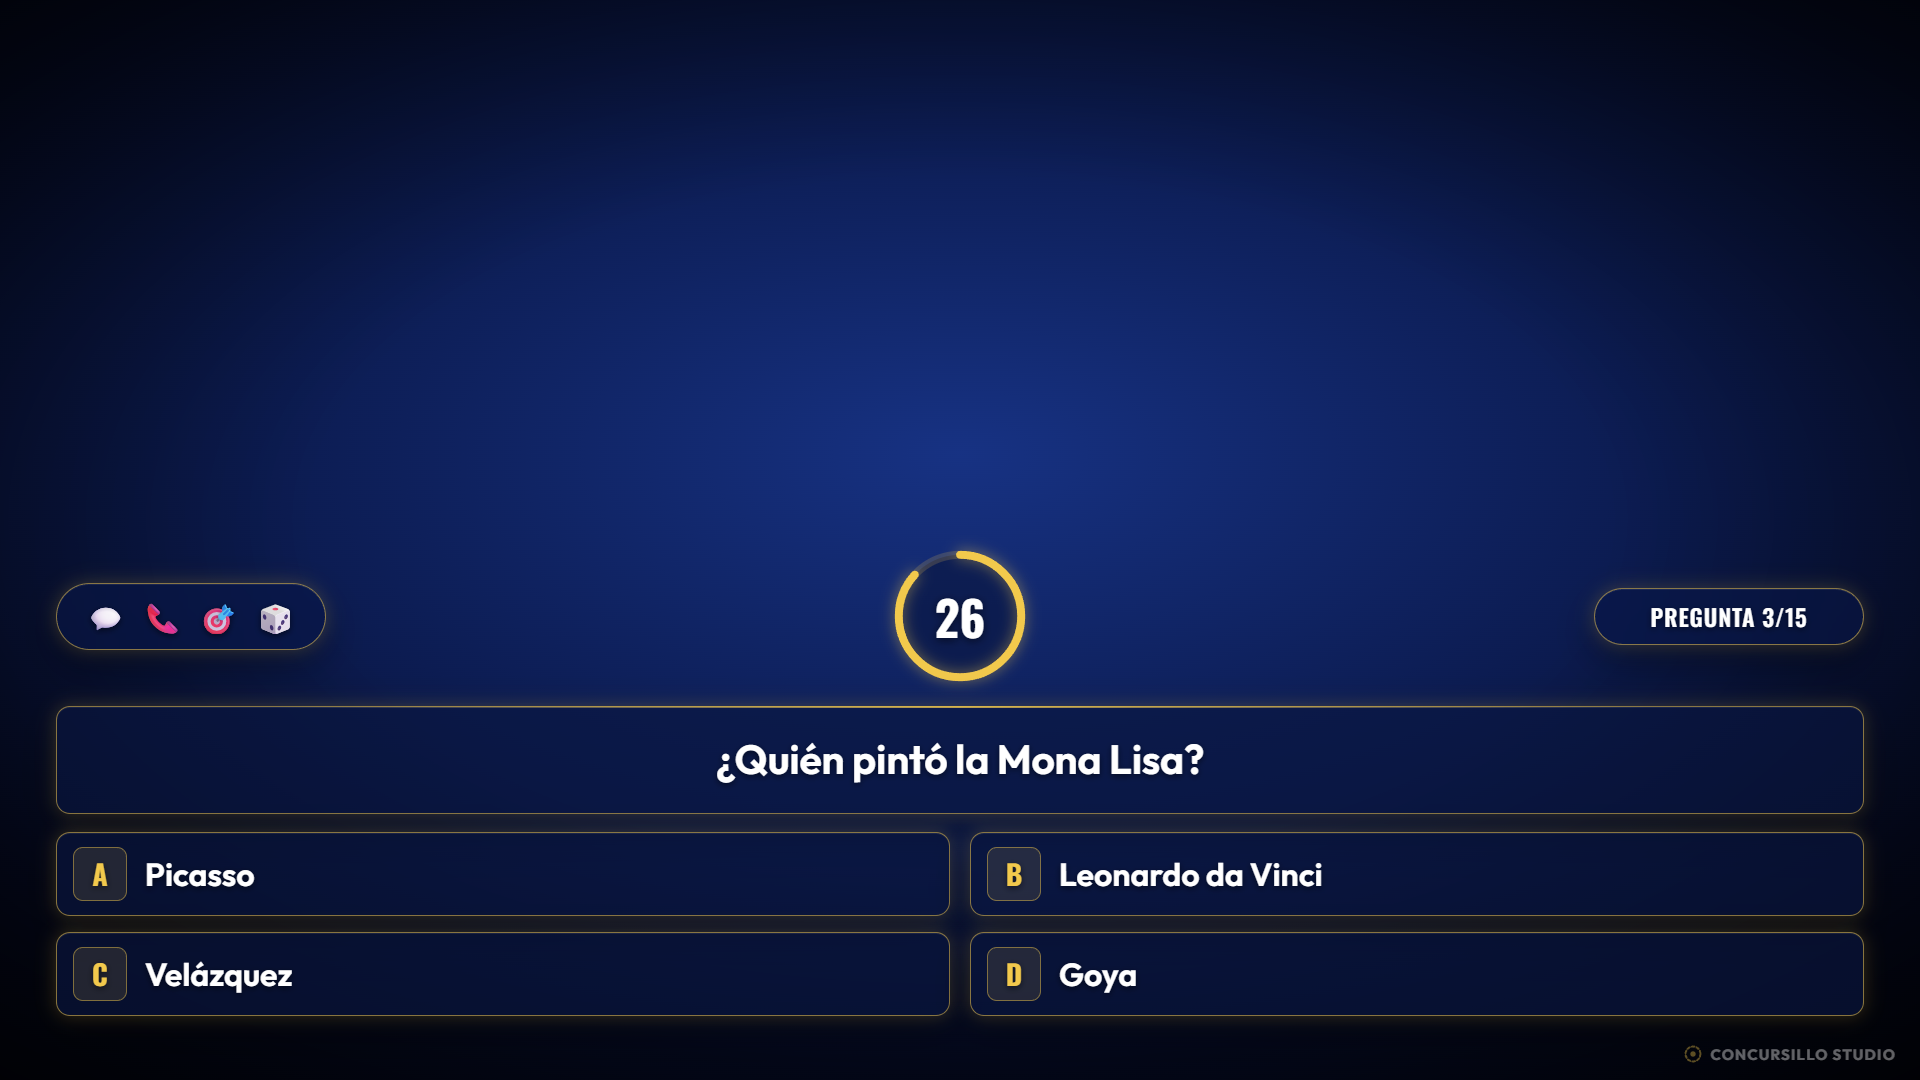 26
PREGUNTA 3/15
¿Quién pintó la Mona Lisa?
A Picasso
B Leonardo da Vinci
C Velázquez
D Goya
CONCURSILLO STUDIO